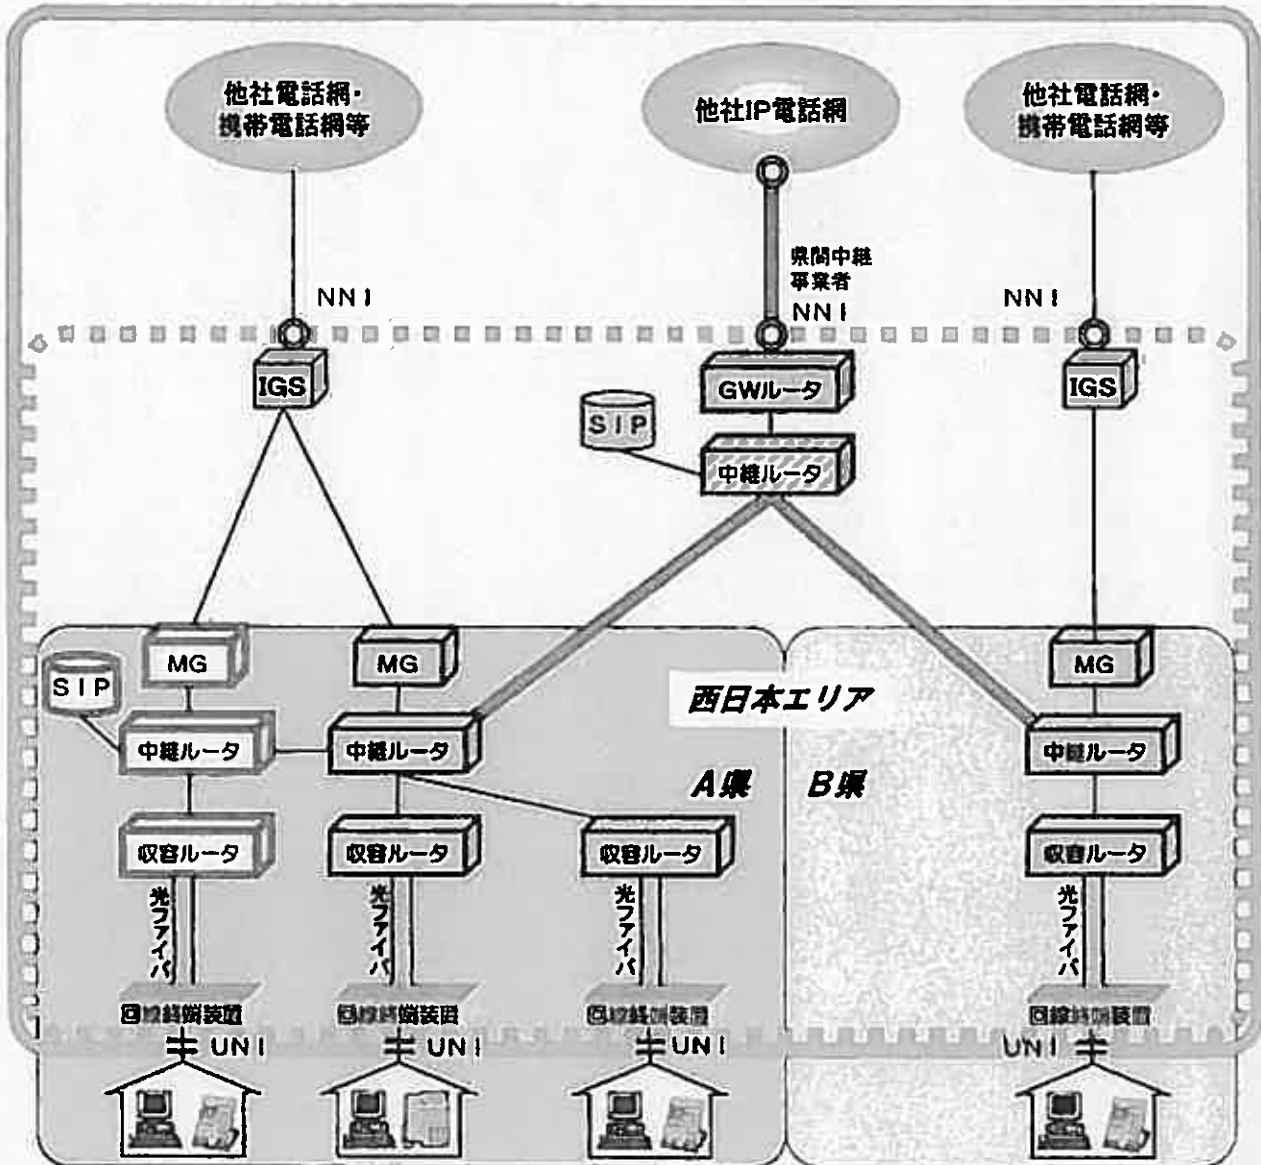 他社電話網・
携帯電話網等
他社IP電話網
他社電話網・
携帯電話網等
県間中継
事業者
NNI
NNI
NNI
IGS
GWルータ
IGS
SIP
中継ルータ
MG
MG
MG
SIP
西日本エリア
中継ルータ
中継ルータ
中継ルータ
A県
B県
収容ルータ
収容ルータ
収容ルータ
収容ルータ
光ファイバ
光ファイバ
光ファイバ
光ファイバ
回線終端装置
回線終端装置
回線終端装置
回線終端装置
UNI
UNI
UNI
UNI